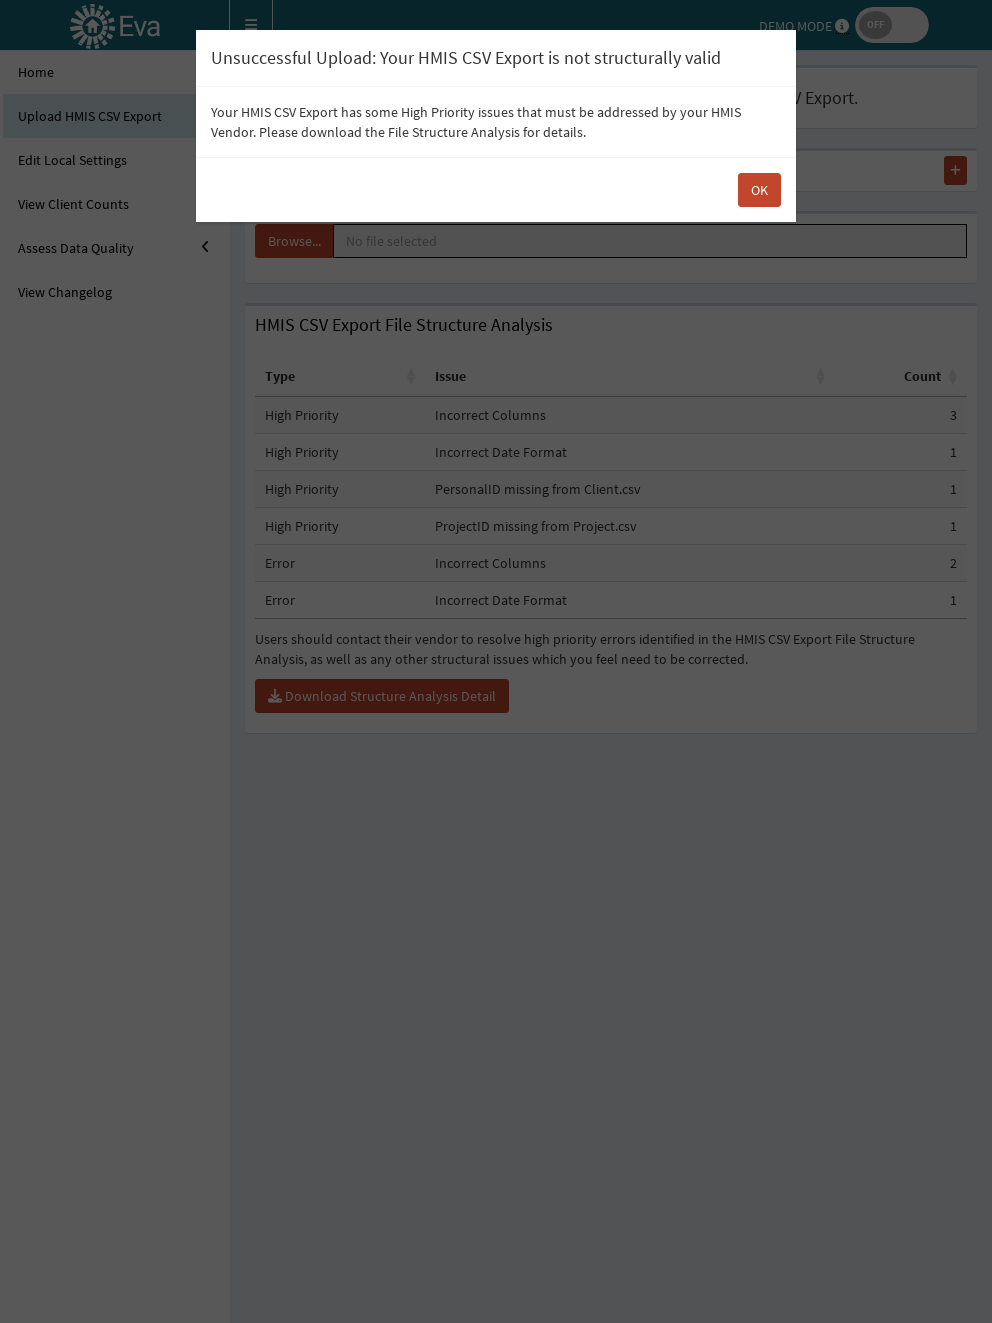 Eva
DEMO MODE
OFF
Home
Upload HMIS CSV Export
Edit Local Settings
View Client Counts
Assess Data Quality
View Changelog
Unsuccessful Upload: Your HMIS CSV Export is not structurally valid
Your HMIS CSV Export has some High Priority issues that must be addressed by your HMIS
Vendor. Please download the File Structure Analysis for details.
OK
Export.
Browse... No file selected
HMIS CSV Export File Structure Analysis
Type Issue Count
High Priority Incorrect Columns 3
High Priority Incorrect Date Format 1
High Priority PersonalID missing from Client.csv 1
High Priority ProjectID missing from Project.csv 1
Error Incorrect Columns 2
Error Incorrect Date Format 1
Users should contact their vendor to resolve high priority errors identified in the HMIS CSV Export File Structure
Analysis, as well as any other structural issues which you feel need to be corrected.
Download Structure Analysis Detail